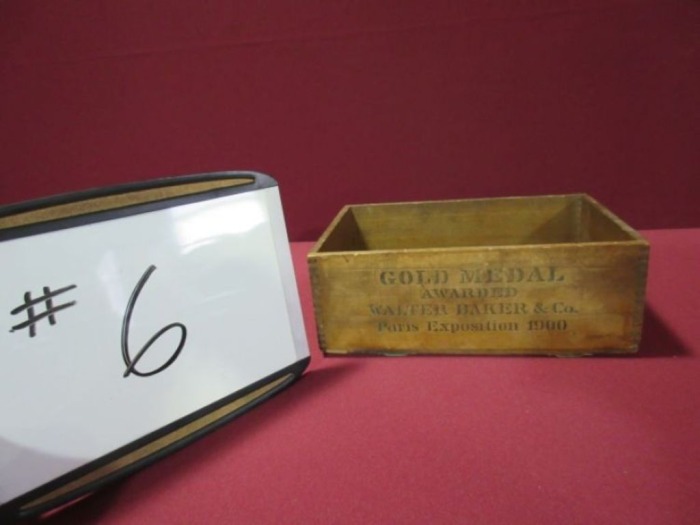 # 6
GOLD MEDAL
AWARDED
WALTER BAKER & Co.
Paris Exposition 1900